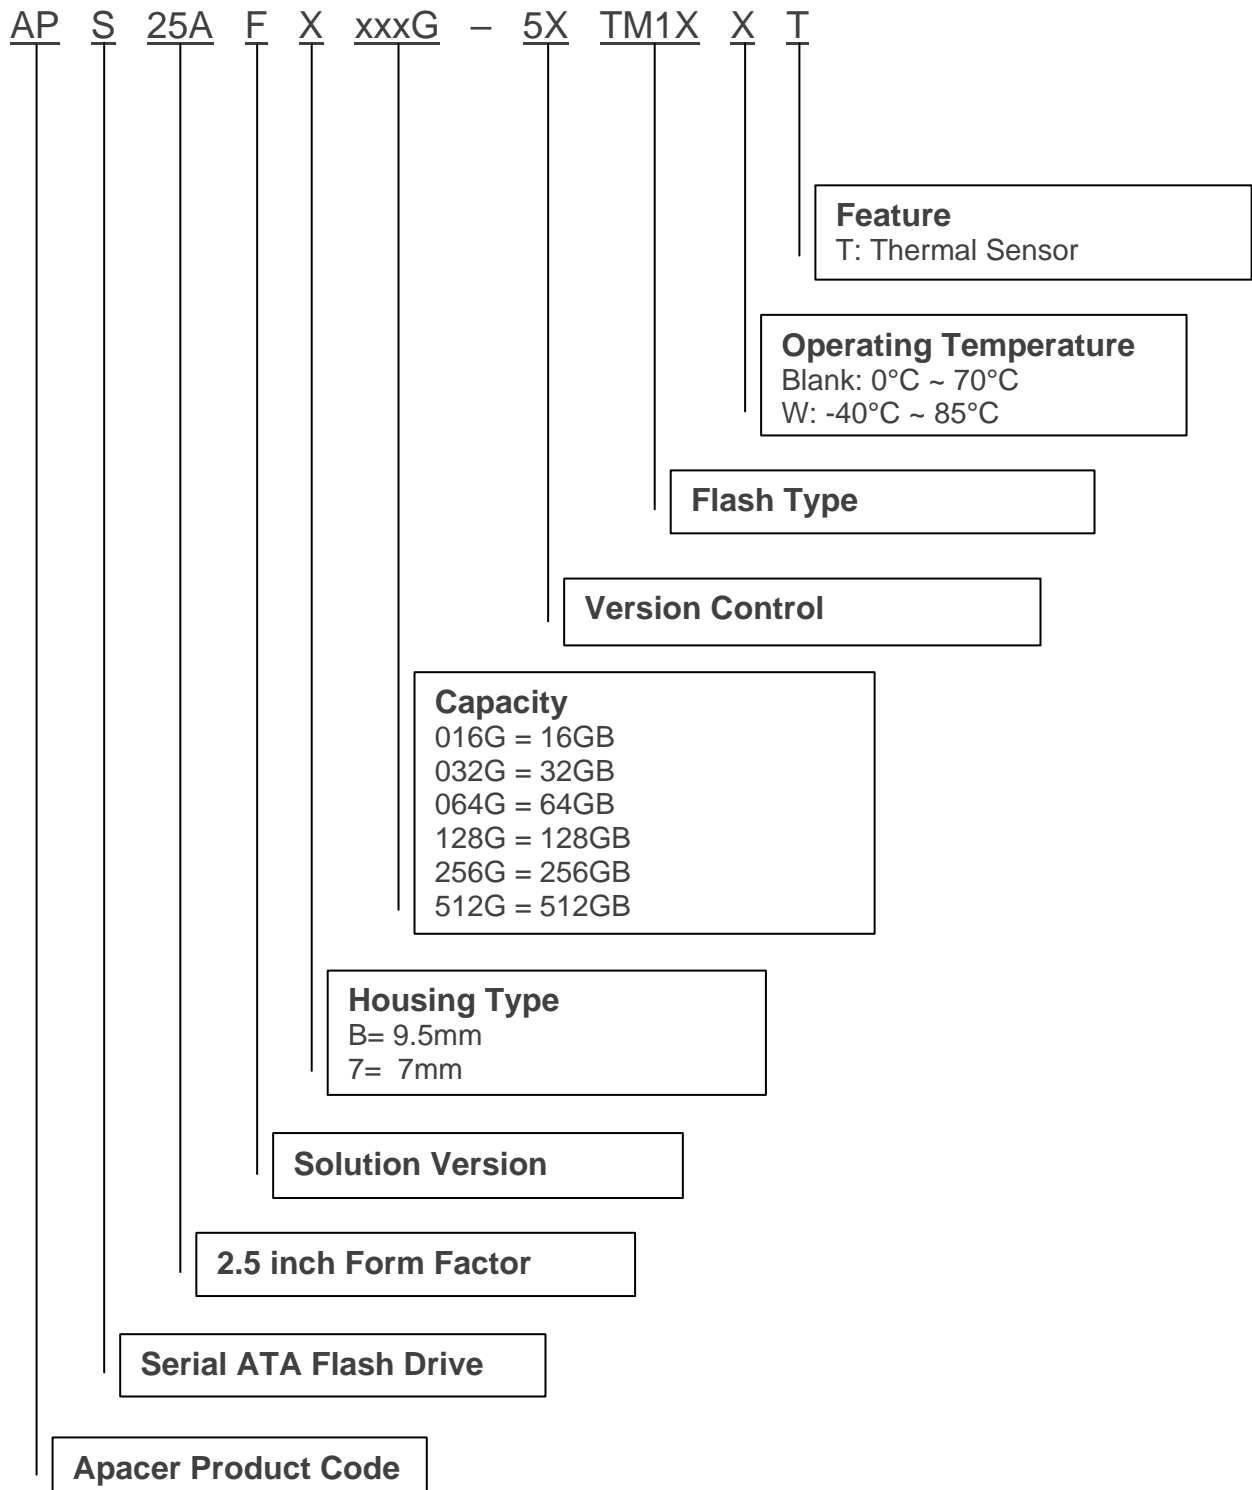 AP S 25A F X xxxG – 5X TM1X X T
Feature
T: Thermal Sensor
Operating Temperature
Blank: 0°C ~ 70°C
W: -40°C ~ 85°C
Flash Type
Version Control
Capacity
016G = 16GB
032G = 32GB
064G = 64GB
128G = 128GB
256G = 256GB
512G = 512GB
Housing Type
B= 9.5mm
7= 7mm
Solution Version
2.5 inch Form Factor
Serial ATA Flash Drive
Apacer Product Code